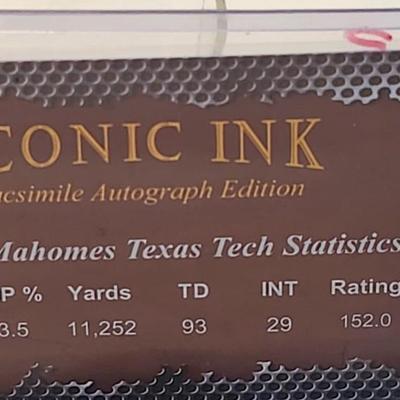 CONIC INK
acsimile Autograph Edition
Mahomes Texas Tech Statistics
P % Yards TD INT Rating
3.5 11,252 93 29 152.0